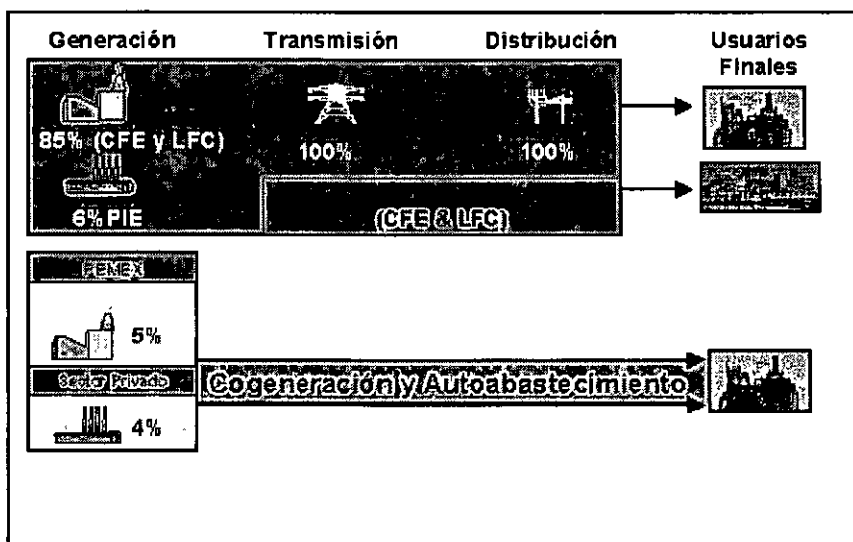 Generación Transmisión Distribución Usuarios
Finales
85% (CFE y LFC) 100% 100%
6% PIE (CFE & LFC)
PEMEX
5%
Sector Privado Cogeneración y Autoabastecimiento
4%